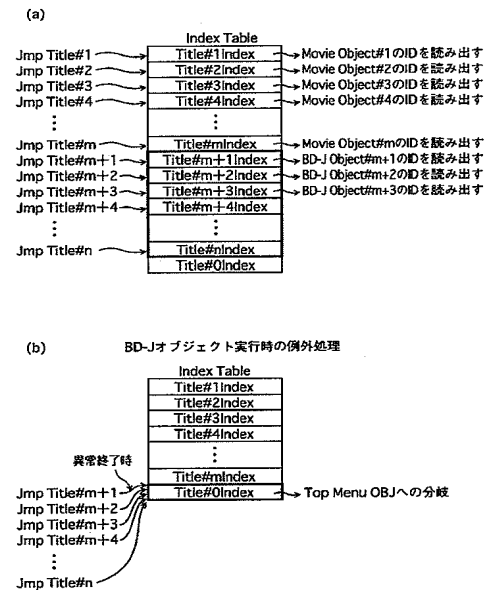 (a)
Index Table
Jmp Title#1 Title#1Index Movie Object#1のIDを読み出す
Jmp Title#2 Title#2Index Movie Object#2のIDを読み出す
Jmp Title#3 Title#3Index Movie Object#3のIDを読み出す
Jmp Title#4 Title#4Index Movie Object#4のIDを読み出す
⋮ ⋮
Jmp Title#m Title#mIndex Movie Object#mのIDを読み出す
Jmp Title#m+1 Title#m+1Index BD-J Object#m+1のIDを読み出す
Jmp Title#m+2 Title#m+2Index BD-J Object#m+2のIDを読み出す
Jmp Title#m+3 Title#m+3Index BD-J Object#m+3のIDを読み出す
Jmp Title#m+4 Title#m+4Index
⋮ ⋮
Jmp Title#n Title#nIndex
Title#0Index
(b) BD-Jオブジェクト実行時の例外処理
Index Table
Title#1Index
Title#2Index
Title#3Index
Title#4Index
⋮
異常終了時
Title#mIndex
Jmp Title#m+1 Title#0Index Top Menu OBJへの分岐
Jmp Title#m+2
Jmp Title#m+3
Jmp Title#m+4
⋮
Jmp Title#n